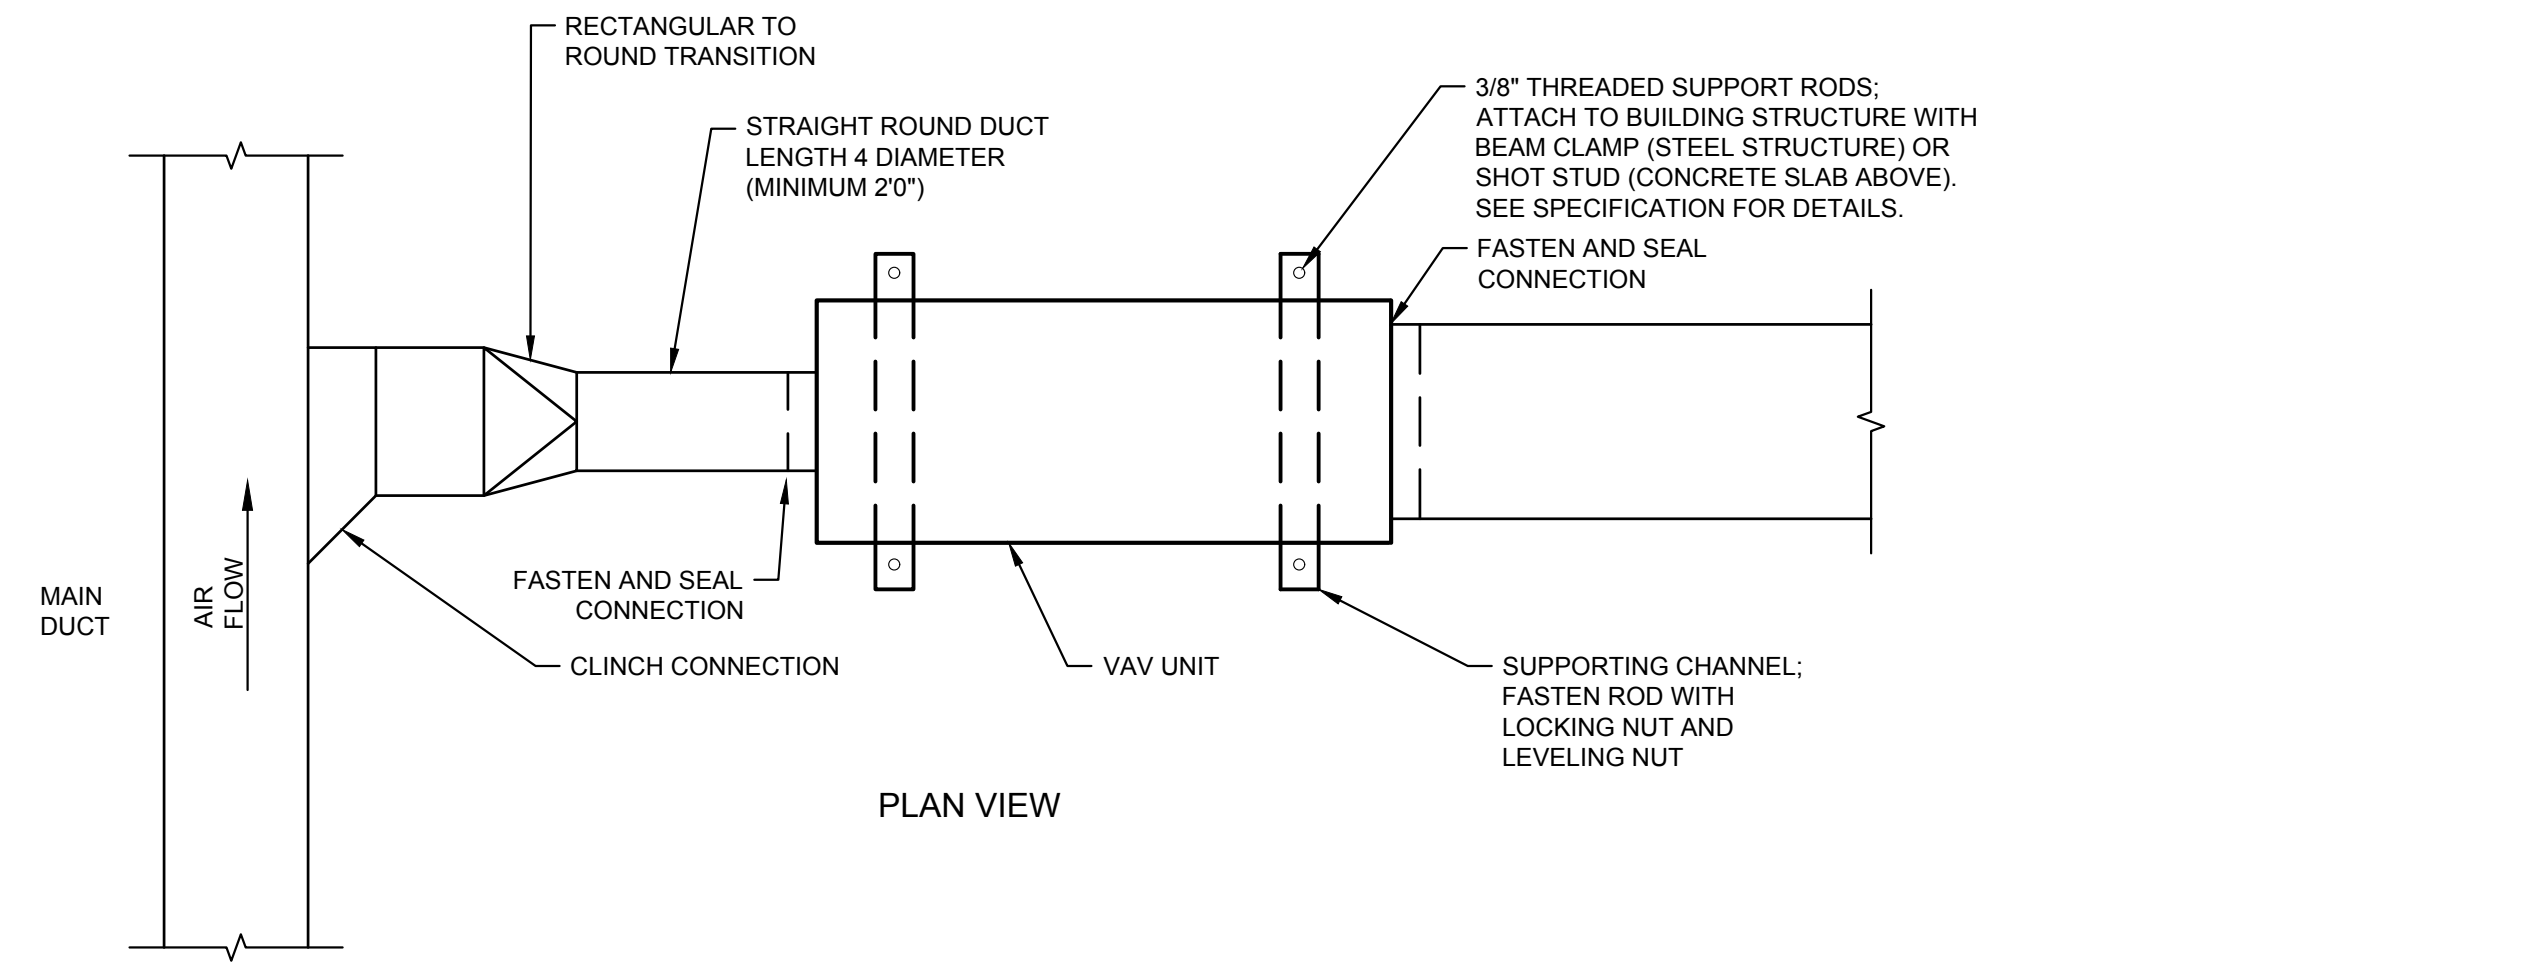 RECTANGULAR TO
ROUND TRANSITION
STRAIGHT ROUND DUCT
LENGTH 4 DIAMETER
(MINIMUM 2'0")
3/8" THREADED SUPPORT RODS;
ATTACH TO BUILDING STRUCTURE WITH
BEAM CLAMP (STEEL STRUCTURE) OR
SHOT STUD (CONCRETE SLAB ABOVE).
SEE SPECIFICATION FOR DETAILS.
FASTEN AND SEAL
CONNECTION
MAIN
DUCT
AIR
FLOW
FASTEN AND SEAL
CONNECTION
CLINCH CONNECTION
VAV UNIT
SUPPORTING CHANNEL;
FASTEN ROD WITH
LOCKING NUT AND
LEVELING NUT
PLAN VIEW